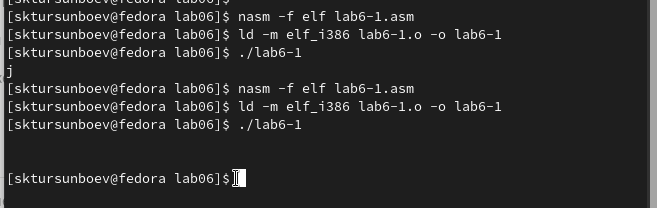 [sktursunboev@fedora lab06]$ nasm -f elf lab6-1.asm
[sktursunboev@fedora lab06]$ ld -m elf_i386 lab6-1.o -o lab6-1
[sktursunboev@fedora lab06]$ ./lab6-1
j
[sktursunboev@fedora lab06]$ nasm -f elf lab6-1.asm
[sktursunboev@fedora lab06]$ ld -m elf_i386 lab6-1.o -o lab6-1
[sktursunboev@fedora lab06]$ ./lab6-1
[sktursunboev@fedora lab06]$